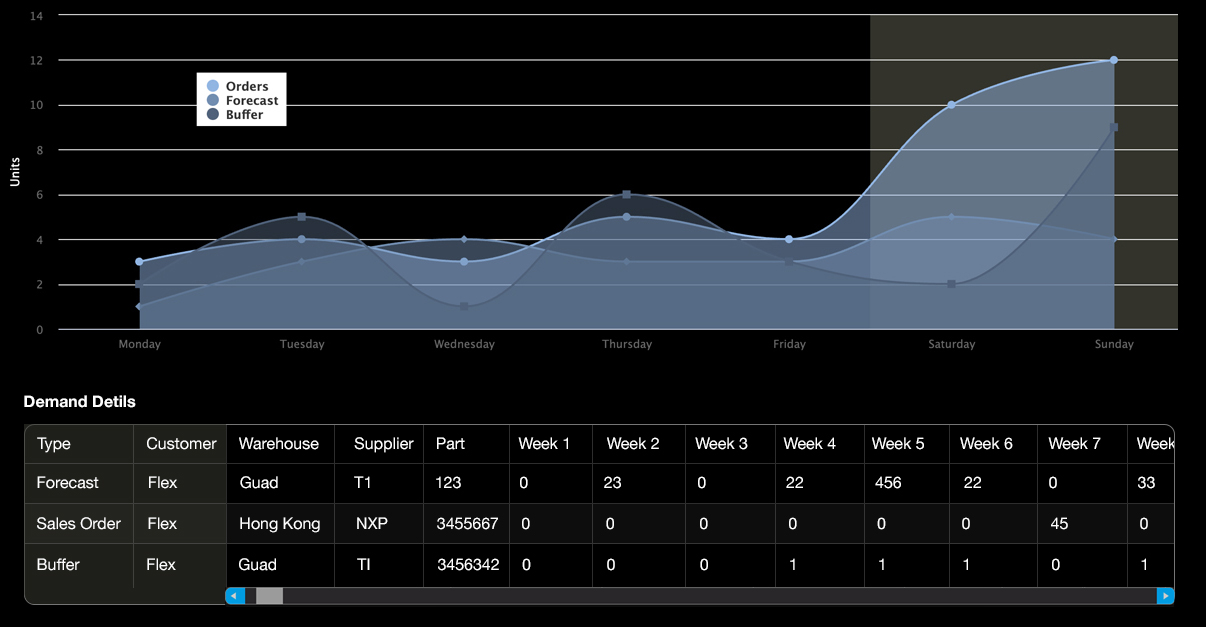 14
12
10
8
6
4
2
0
Units
Orders
Forecast
Buffer
Monday Tuesday Wednesday Thursday Friday Saturday Sunday
Demand Detils
Type Customer Warehouse Supplier Part Week 1 Week 2 Week 3 Week 4 Week 5 Week 6 Week 7 Week
Forecast Flex Guad T1 123 0 23 0 22 456 22 0 33
Sales Order Flex Hong Kong NXP 3455667 0 0 0 0 0 0 45 0
Buffer Flex Guad TI 3456342 0 0 0 1 1 1 0 1